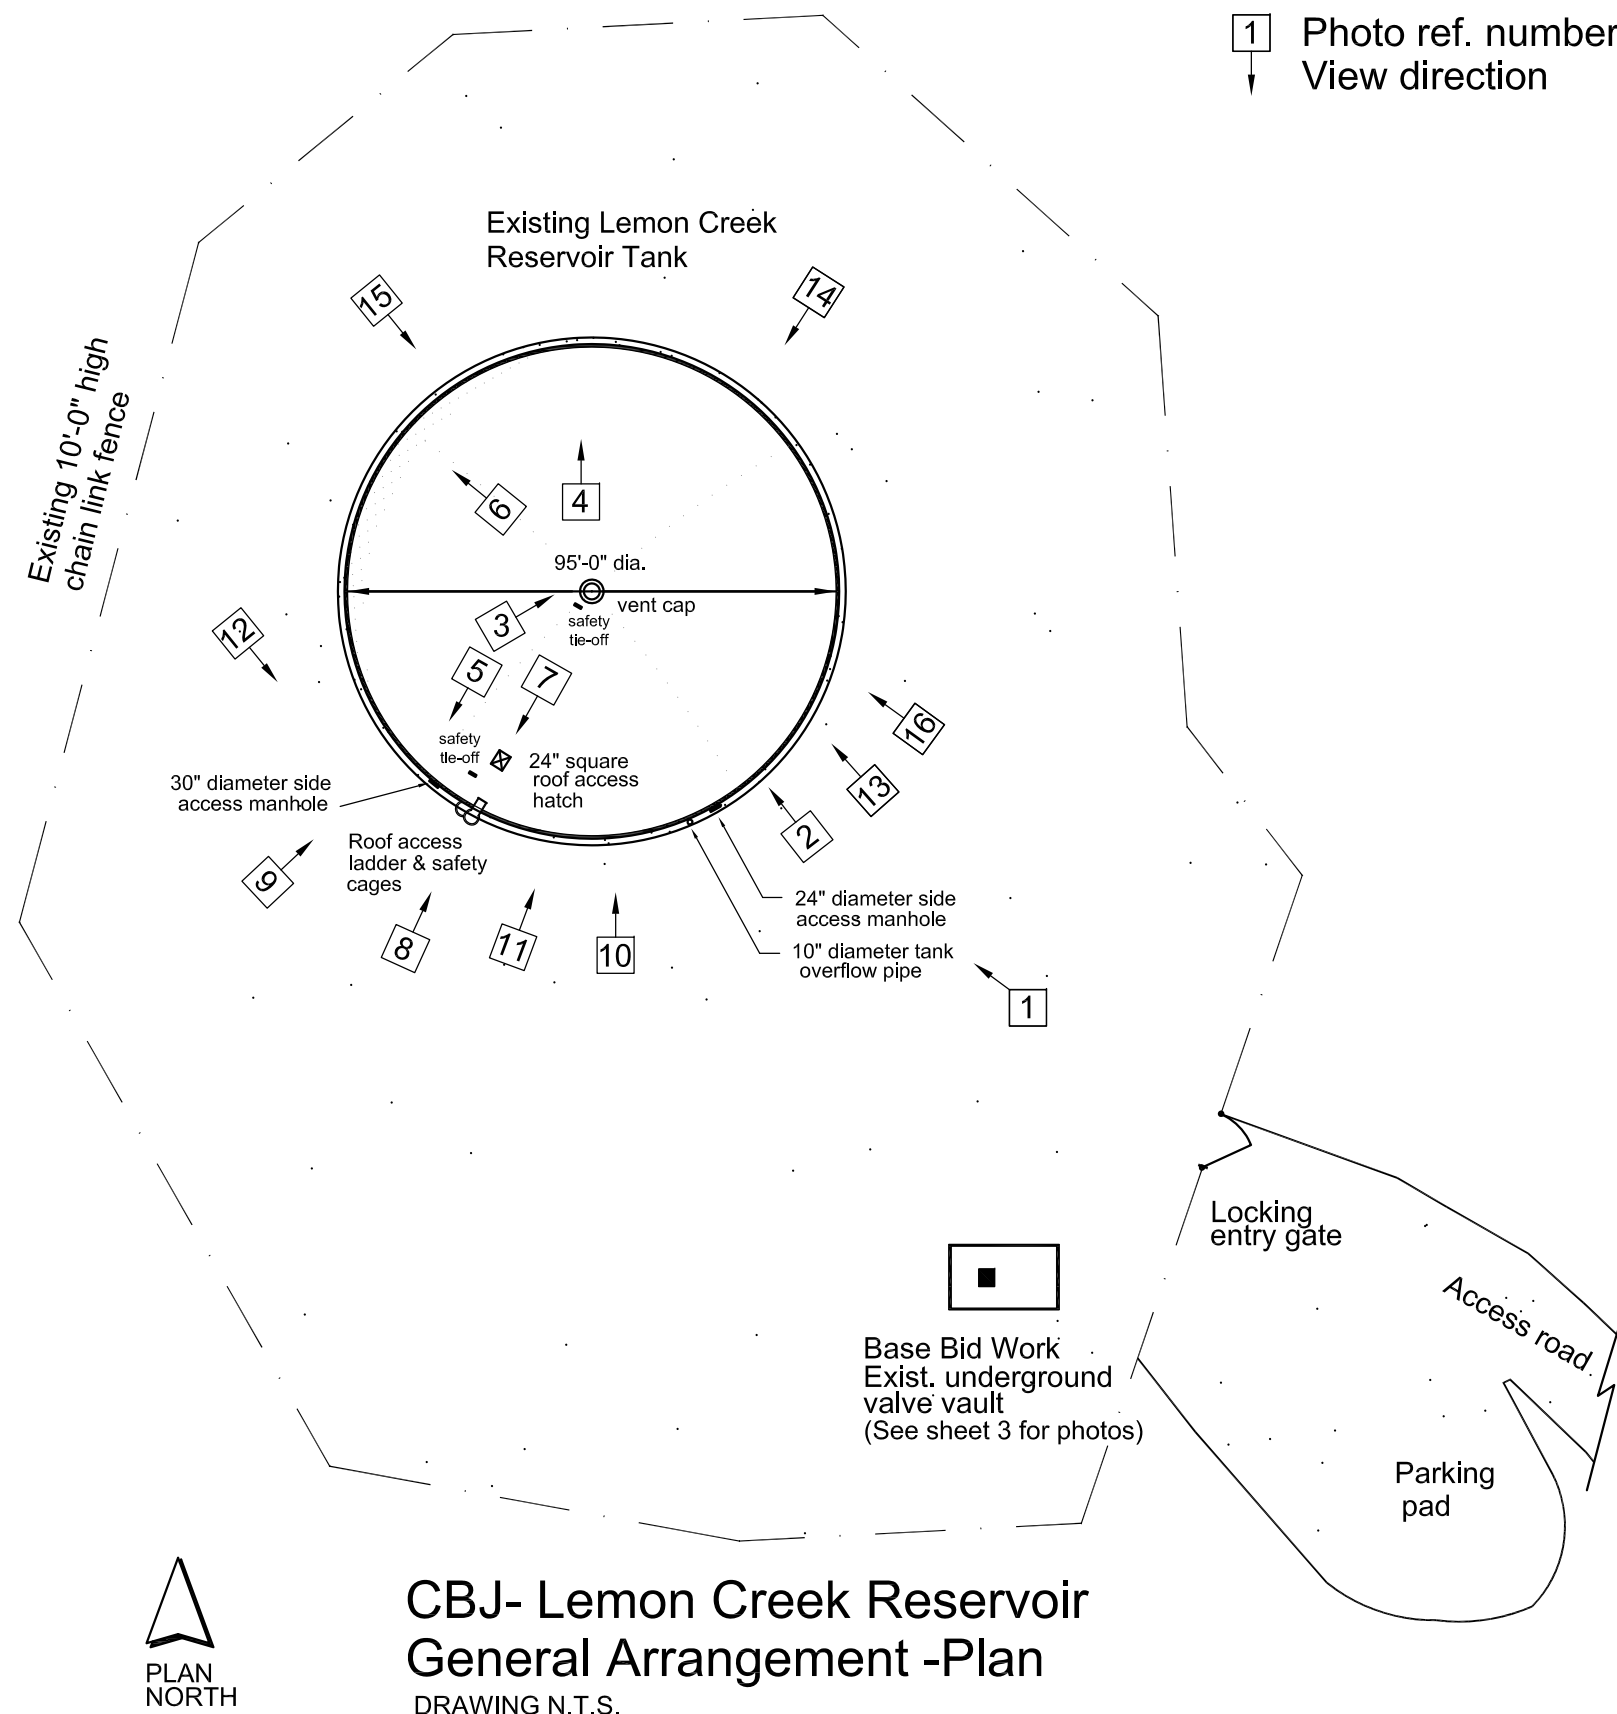 1 Photo ref. number
View direction
Existing Lemon Creek
Reservoir Tank
15
14
Existing 10'-0" high
chain link fence
6
4
95'-0" dia.
vent cap
3
safety
tie-off
12
5
7
16
safety
tie-off
24" square
roof access
hatch
13
30" diameter side
access manhole
2
Roof access
ladder & safety
cages
9
24" diameter side
access manhole
8
11
10
10" diameter tank
overflow pipe
1
Locking
entry gate
Access road
Base Bid Work
Exist. underground
valve vault
(See sheet 3 for photos)
Parking
pad
PLAN
NORTH
CBJ- Lemon Creek Reservoir
General Arrangement -Plan
DRAWING N.T.S.